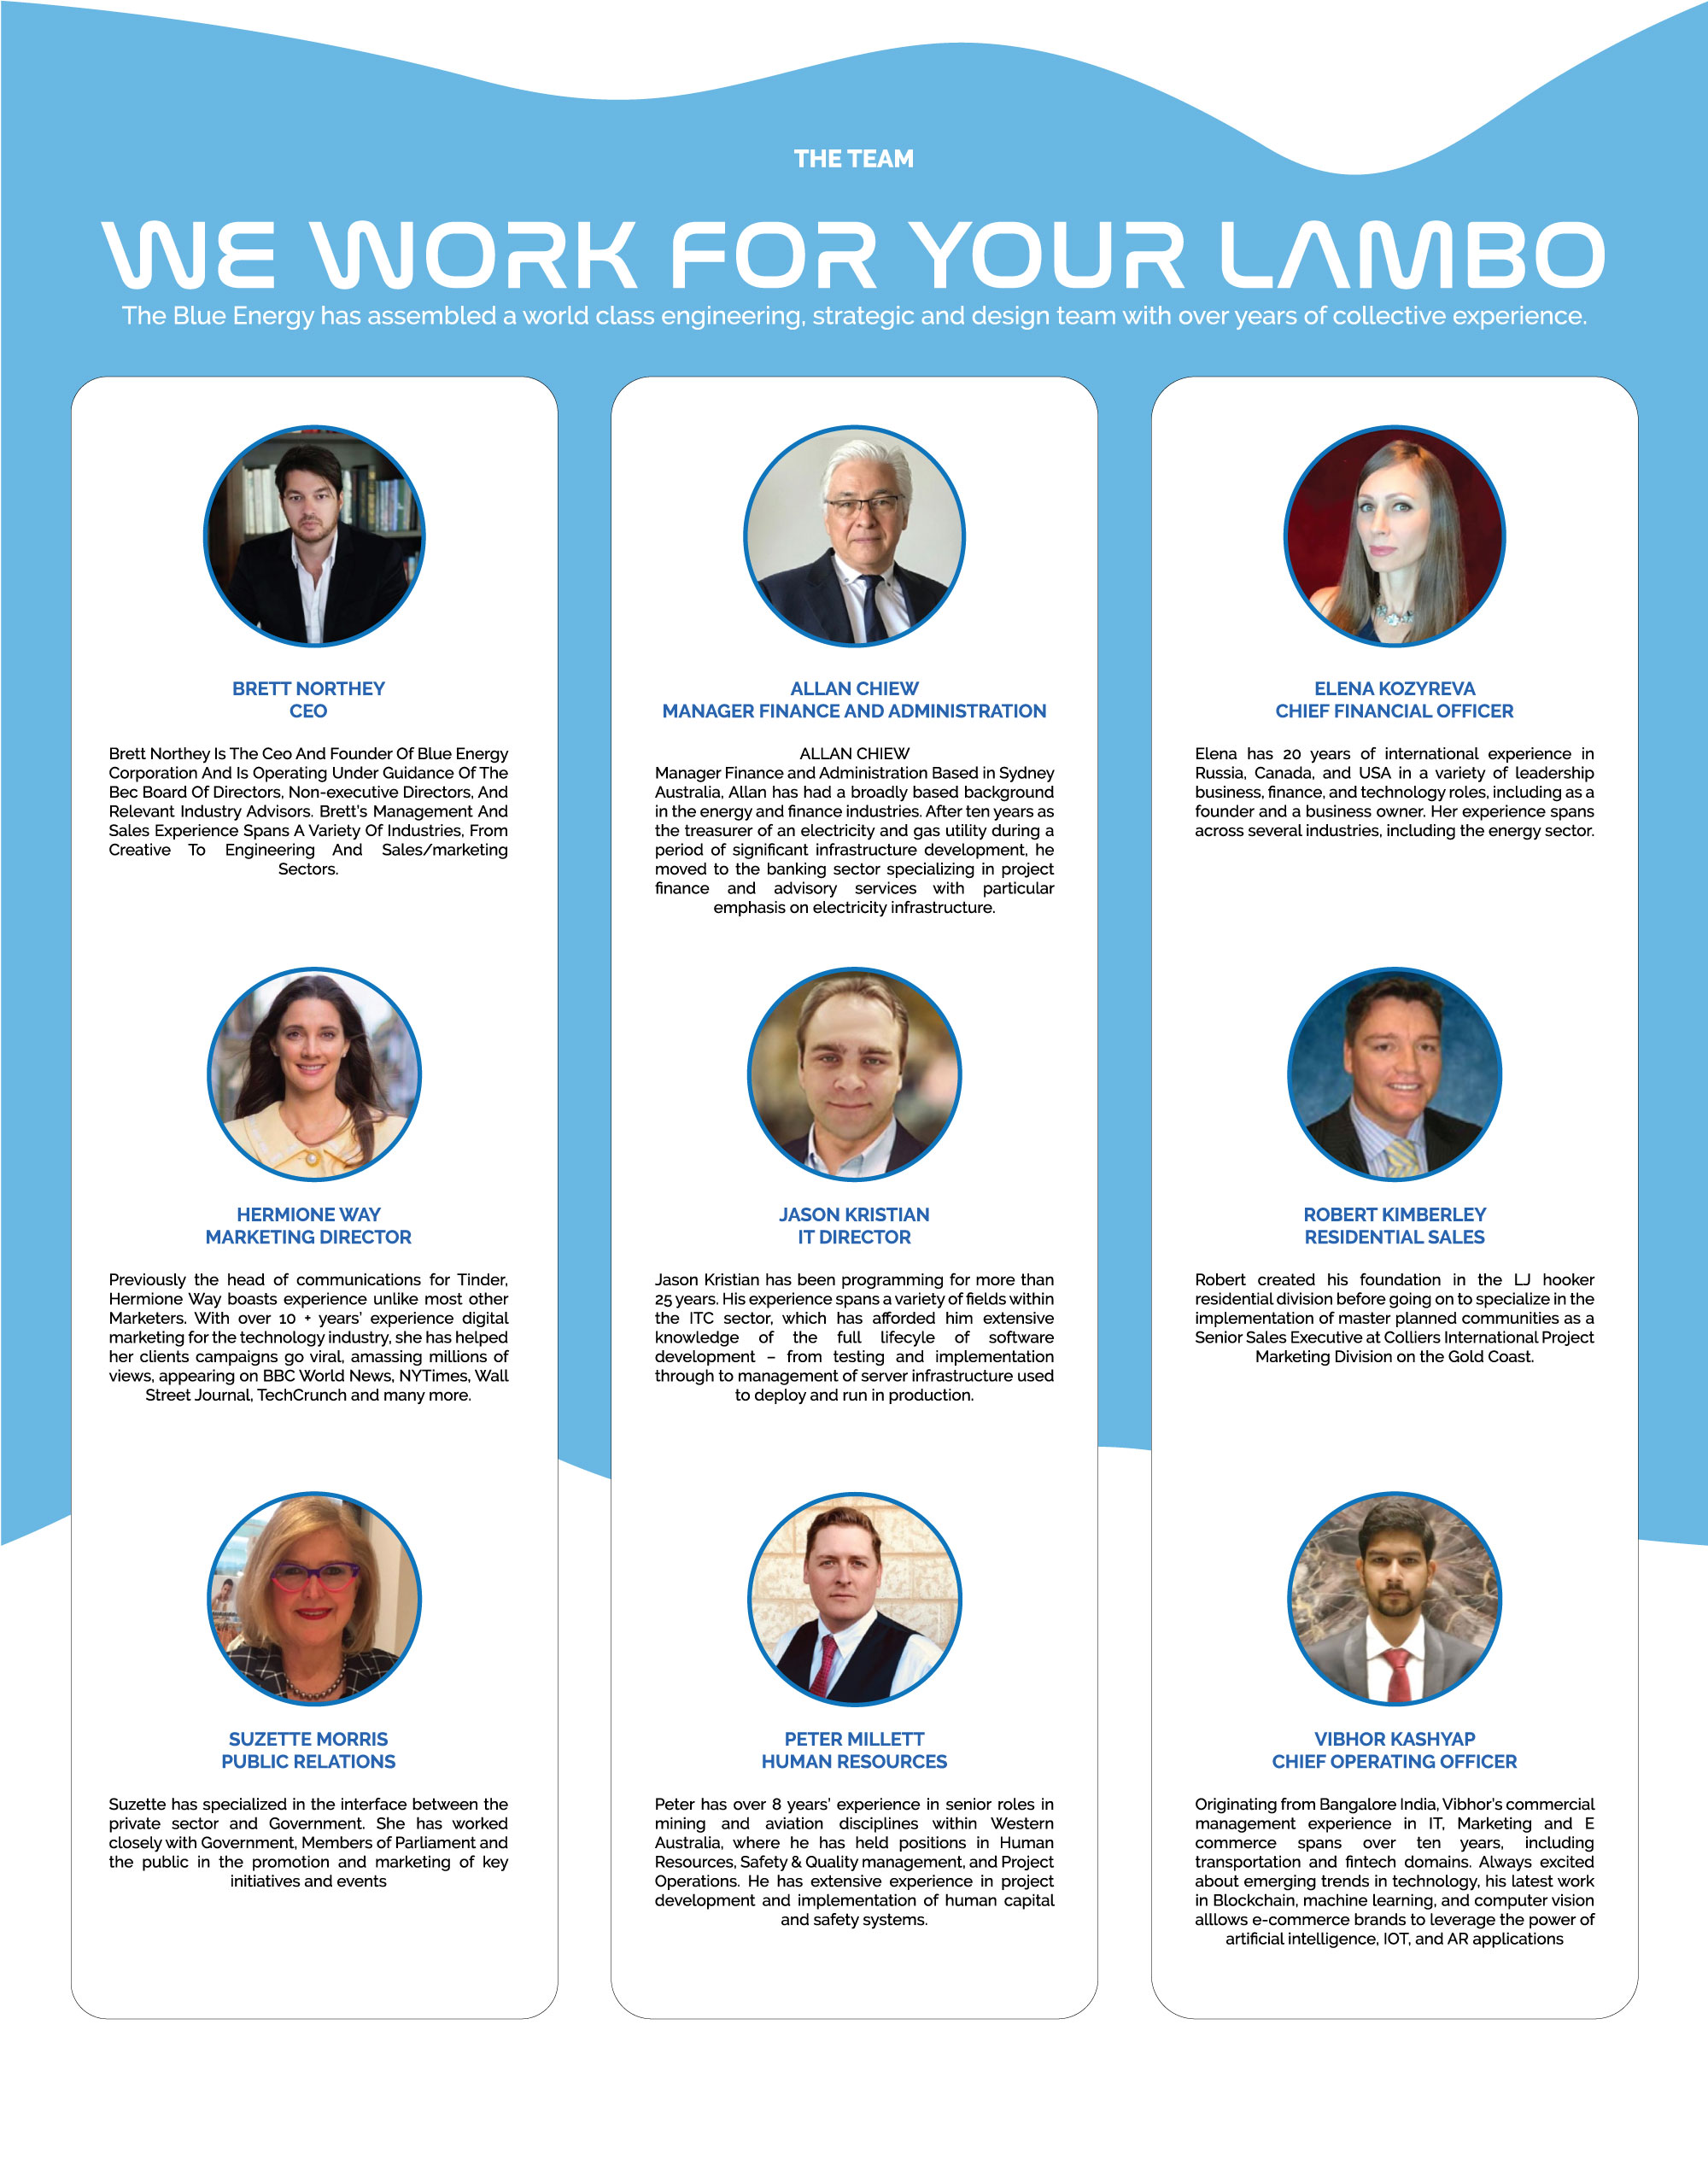 THE TEAM
WE WORK FOR YOUR LAMBO
The Blue Energy has assembled a world class engineering, strategic and design team with over years of collective experience.
BRETT NORTHEY
CEO
Brett Northey Is The Ceo And Founder Of Blue Energy
Corporation And Is Operating Under Guidance Of The
Bec Board Of Directors, Non-executive Directors, And
Relevant Industry Advisors. Brett's Management And
Sales Experience Spans A Variety Of Industries, From
Creative To Engineering And Sales/marketing
Sectors.
ALLAN CHIEW
MANAGER FINANCE AND ADMINISTRATION
ALLAN CHIEW
Manager Finance and Administration Based in Sydney
Australia, Allan has had a broadly based background
in the energy and finance industries. After ten years as
the treasurer of an electricity and gas utility during a
period of significant infrastructure development, he
moved to the banking sector specializing in project
finance and advisory services with particular
emphasis on electricity infrastructure.
ELENA KOZYREVA
CHIEF FINANCIAL OFFICER
Elena has 20 years of international experience in
Russia, Canada, and USA in a variety of leadership
business, finance, and technology roles, including as a
founder and a business owner. Her experience spans
across several industries, including the energy sector.
HERMIONE WAY
MARKETING DIRECTOR
Previously the head of communications for Tinder,
Hermione Way boasts experience unlike most other
Marketers. With over 10 + years' experience digital
marketing for the technology industry, she has helped
her clients campaigns go viral, amassing millions of
views, appearing on BBC World News, NYTimes, Wall
Street Journal, TechCrunch and many more.
JASON KRISTIAN
IT DIRECTOR
Jason Kristian has been programming for more than
25 years. His experience spans a variety of fields within
the ITC sector, which has afforded him extensive
knowledge of the full lifecyle of software
development – from testing and implementation
through to management of server infrastructure used
to deploy and run in production.
ROBERT KIMBERLEY
RESIDENTIAL SALES
Robert created his foundation in the LJ hooker
residential division before going on to specialize in the
implementation of master planned communities as a
Senior Sales Executive at Colliers International Project
Marketing Division on the Gold Coast.
SUZETTE MORRIS
PUBLIC RELATIONS
Suzette has specialized in the interface between the
private sector and Government. She has worked
closely with Government, Members of Parliament and
the public in the promotion and marketing of key
initiatives and events
PETER MILLETT
HUMAN RESOURCES
Peter has over 8 years' experience in senior roles in
mining and aviation disciplines within Western
Australia, where he has held positions in Human
Resources, Safety & Quality management, and Project
Operations. He has extensive experience in project
development and implementation of human capital
and safety systems.
VIBHOR KASHYAP
CHIEF OPERATING OFFICER
Originating from Bangalore India, Vibhor's commercial
management experience in IT, Marketing and E
commerce spans over ten years, including
transportation and fintech domains. Always excited
about emerging trends in technology, his latest work
in Blockchain, machine learning, and computer vision
alllows e-commerce brands to leverage the power of
artificial intelligence, IOT, and AR applications